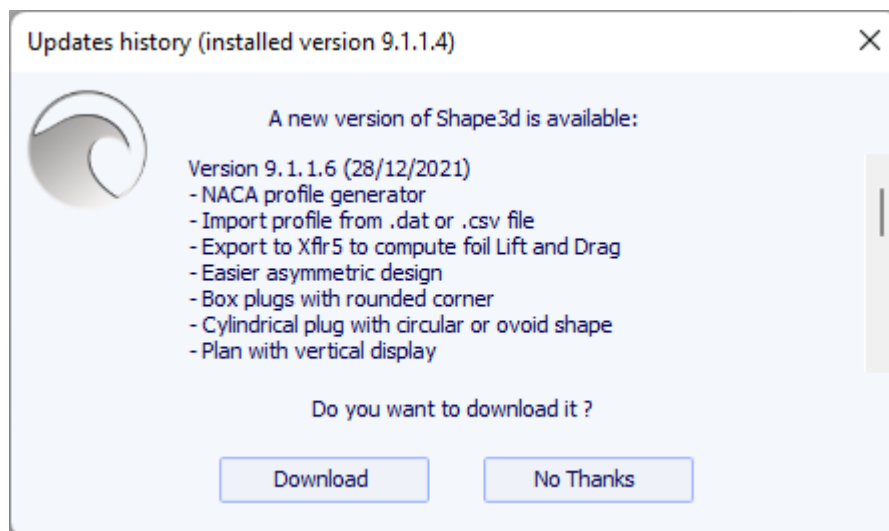 Updates history (installed version 9.1.1.4)
A new version of Shape3d is available:
Version 9.1.1.6 (28/12/2021)
- NACA profile generator
- Import profile from .dat or .csv file
- Export to Xflr5 to compute foil Lift and Drag
- Easier asymmetric design
- Box plugs with rounded corner
- Cylindrical plug with circular or ovoid shape
- Plan with vertical display
Do you want to download it ?
Download
No Thanks